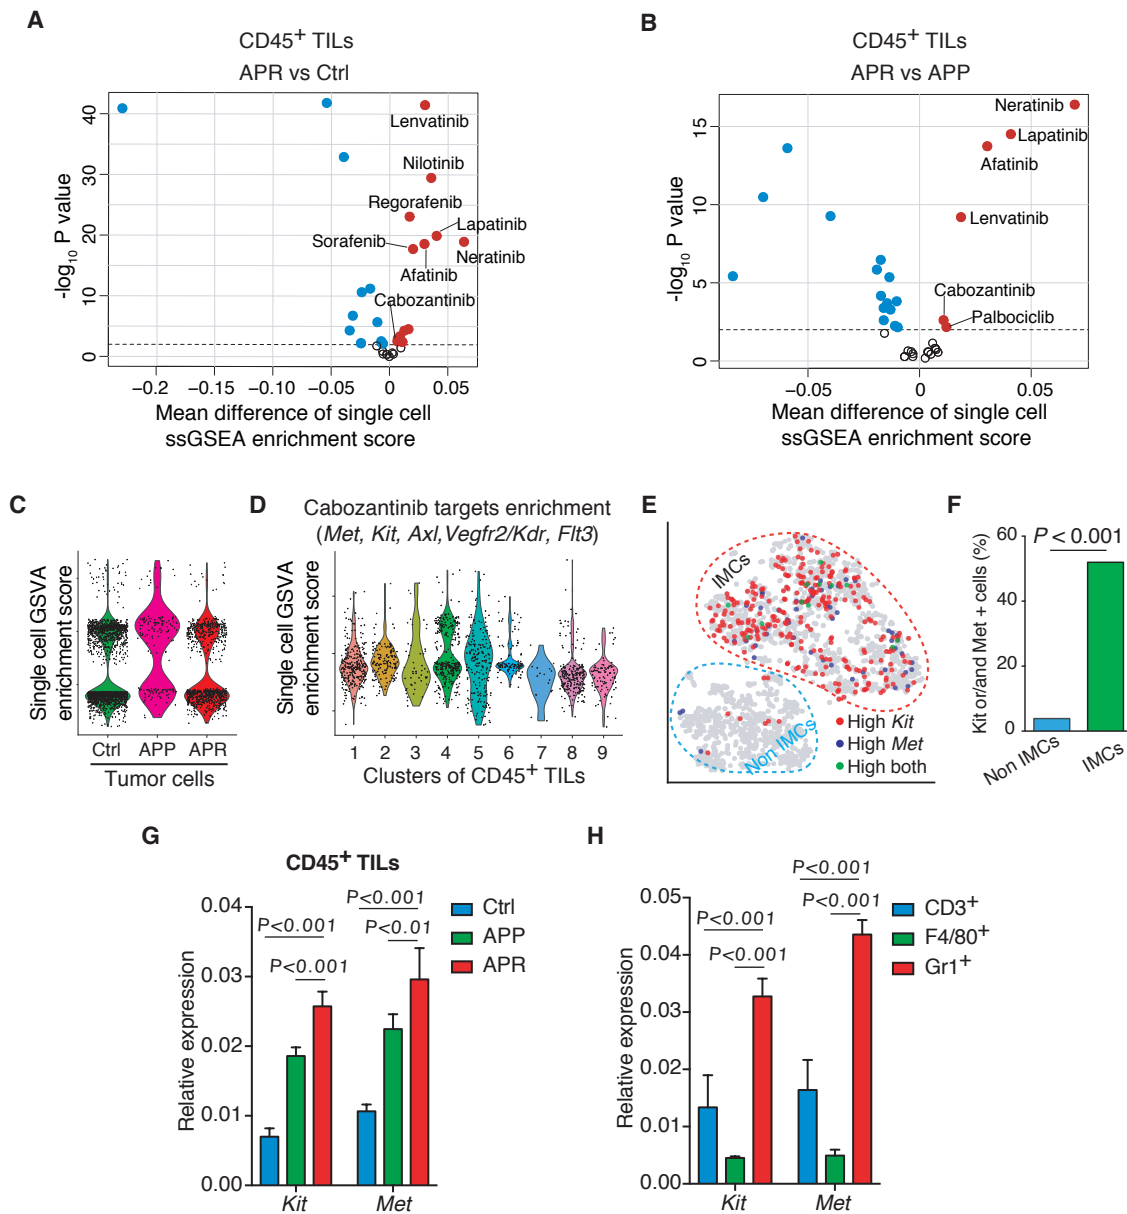 A
CD45+ TILs
APR vs Ctrl
-log10 P value
40
30
20
10
0
Lenvatinib
Nilotinib
Regorafenib
Lapatinib
Sorafenib
Neratinib
Afatinib
Cabozantinib
−0.2
−0.15
−0.10
−0.05
0
0.05
Mean difference of single cell
ssGSEA enrichment score
B
CD45+ TILs
APR vs APP
-log10 P value
15
10
5
0
Neratinib
Lapatinib
Afatinib
Lenvatinib
Cabozantinib
Palbociclib
−0.05
0
0.05
Mean difference of single cell
ssGSEA enrichment score
C
Single cell GSVA
enrichment score
Ctrl
APP
APR
Tumor cells
D
Cabozantinib targets enrichment
(Met, Kit, Axl,Vegfr2/Kdr, Flt3)
Single cell GSVA
enrichment score
1 2 3 4 5 6 7 8 9
Clusters of CD45+ TILs
E
IMCs
Non IMCs
High Kit
High Met
High both
F
Kit or/and Met + cells (%)
P < 0.001
60
40
20
0
Non IMCs
IMCs
G
CD45+ TILs
Relative expression
0.04
0.03
0.02
0.01
0.00
P<0.001
P<0.001
P<0.001
P<0.01
Ctrl
APP
APR
Kit
Met
H
Relative expression
0.05
0.04
0.03
0.02
0.01
0.00
P<0.001
P<0.001
P<0.001
P<0.001
CD3+
F4/80+
Gr1+
Kit
Met